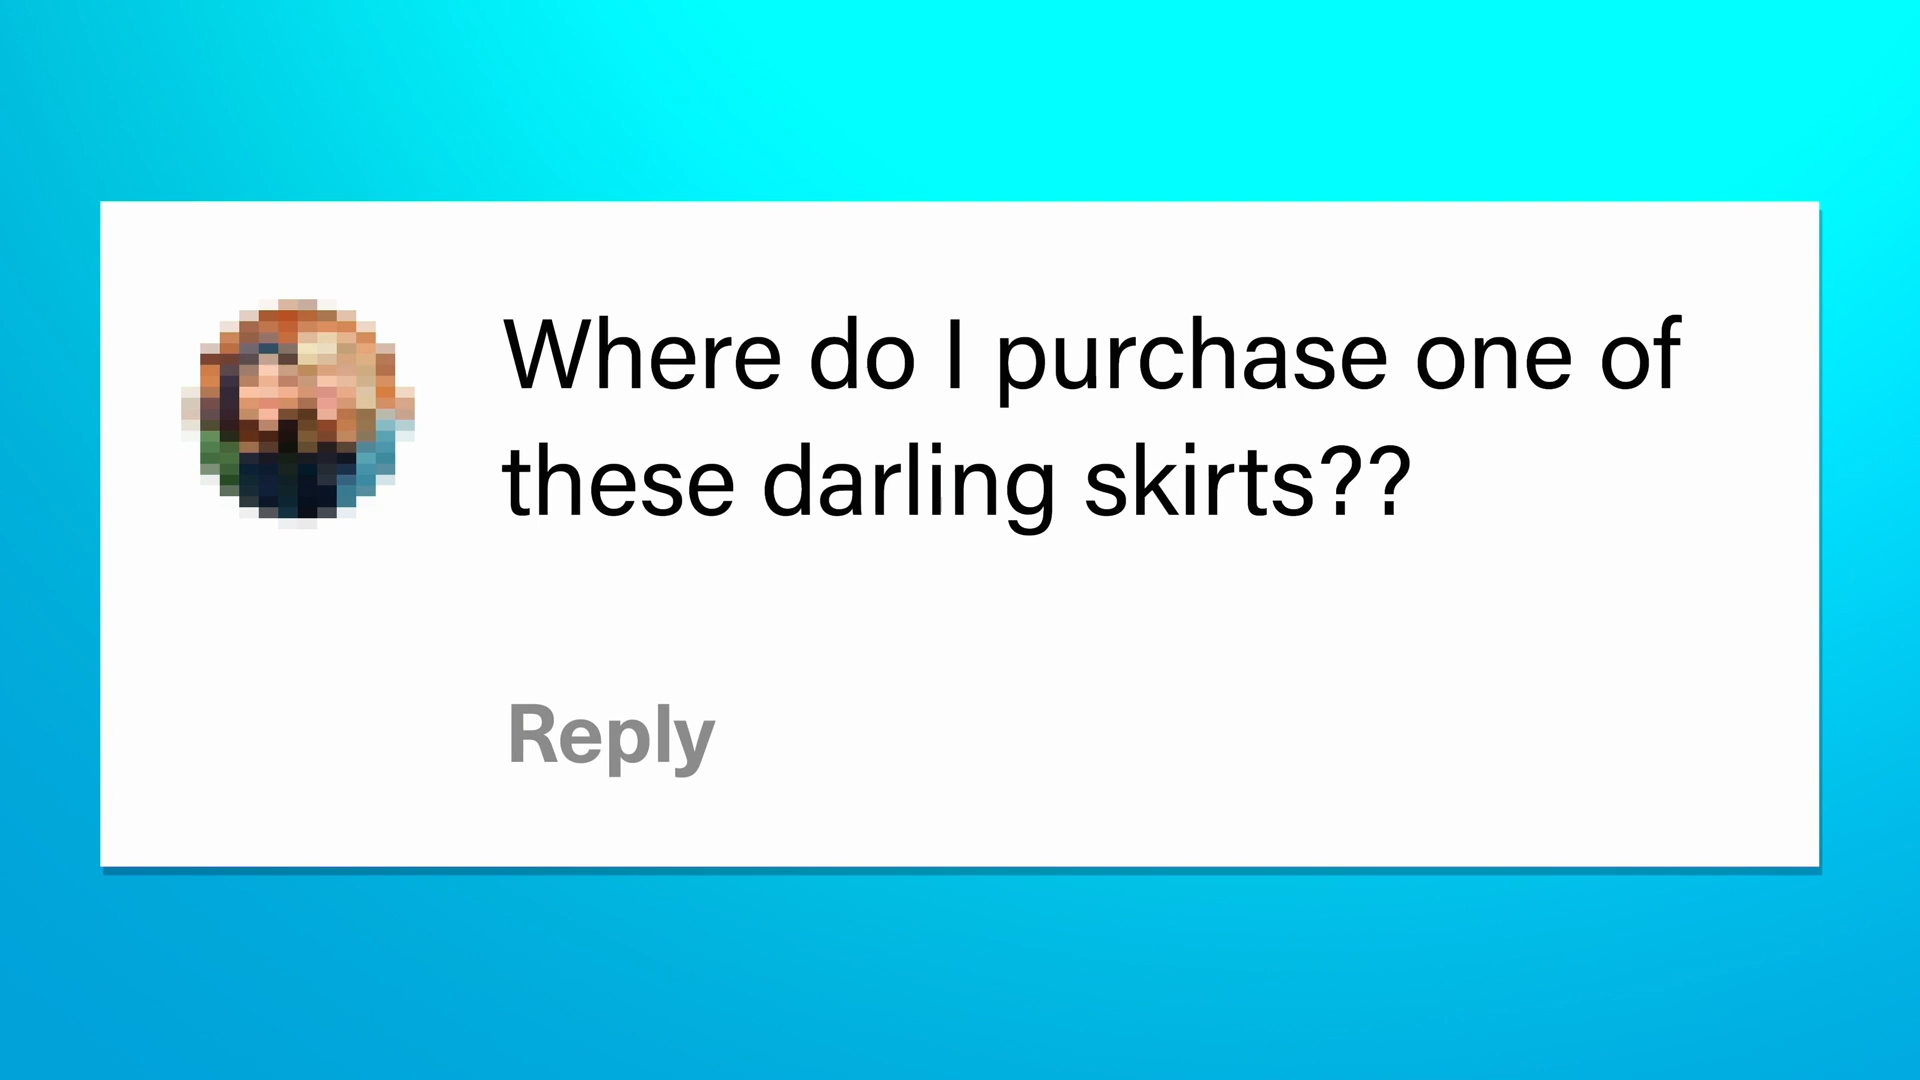 Where do I purchase one of
these darling skirts??
Reply